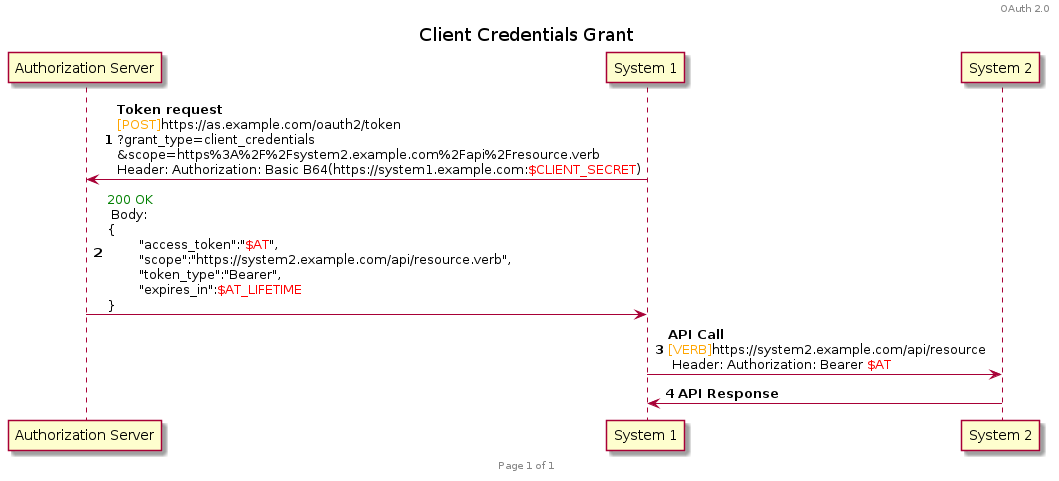 OAuth 2.0
Client Credentials Grant
Authorization Server
System 1
System 2
Token request
[POST]https://as.example.com/oauth2/token
1 ?grant_type=client_credentials
&scope=https%3A%2F%2Fsystem2.example.com%2Fapi%2Fresource.verb
Header: Authorization: Basic B64(https://system1.example.com:$CLIENT_SECRET)
200 OK
Body:
{
"access_token":"$AT",
2 "scope":"https://system2.example.com/api/resource.verb",
"token_type":"Bearer",
"expires_in":$AT_LIFETIME
}
API Call
3 [VERB]https://system2.example.com/api/resource
Header: Authorization: Bearer $AT
4 API Response
Authorization Server
System 1
System 2
Page 1 of 1